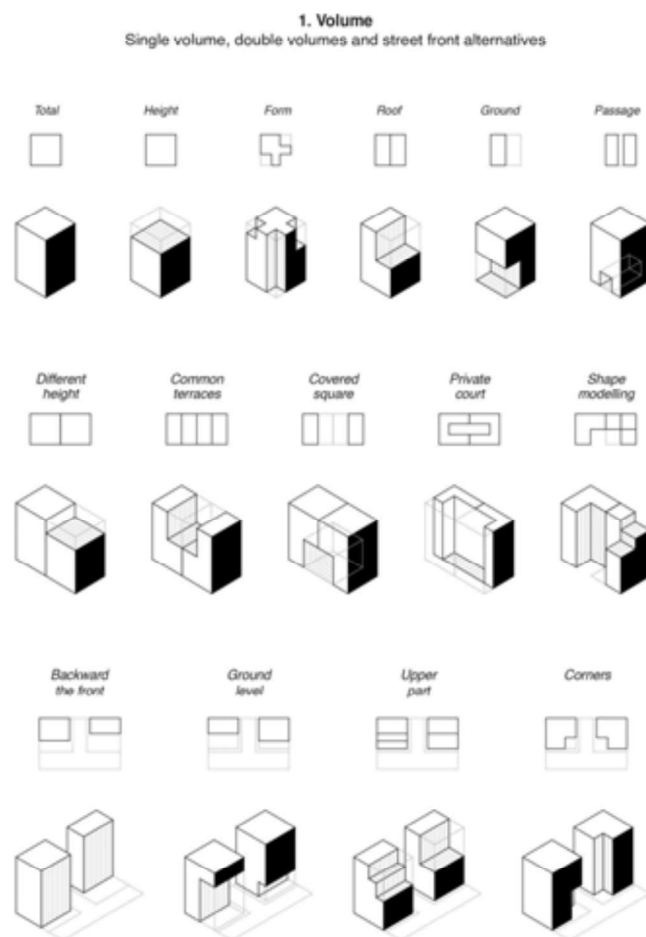 1. Volume
Single volume, double volumes and street front alternatives
Total
Height
Form
Roof
Ground
Passage
Different
height
Common
terraces
Covered
square
Private
court
Shape
modelling
Backward
the front
Ground
level
Upper
part
Corners